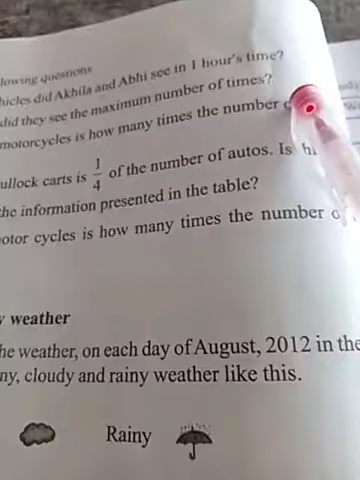 lowing questions
hicles did Akhila and Abhi see in 1 hour's time?
did they see the maximum number of times?
motorcycles is how many times the number
ullock carts is 1/4 of the number of autos. Is
he information presented in the table?
otor cycles is how many times the number o
y weather
he weather, on each day of August, 2012 in the
ny, cloudy and rainy weather like this.
Rainy